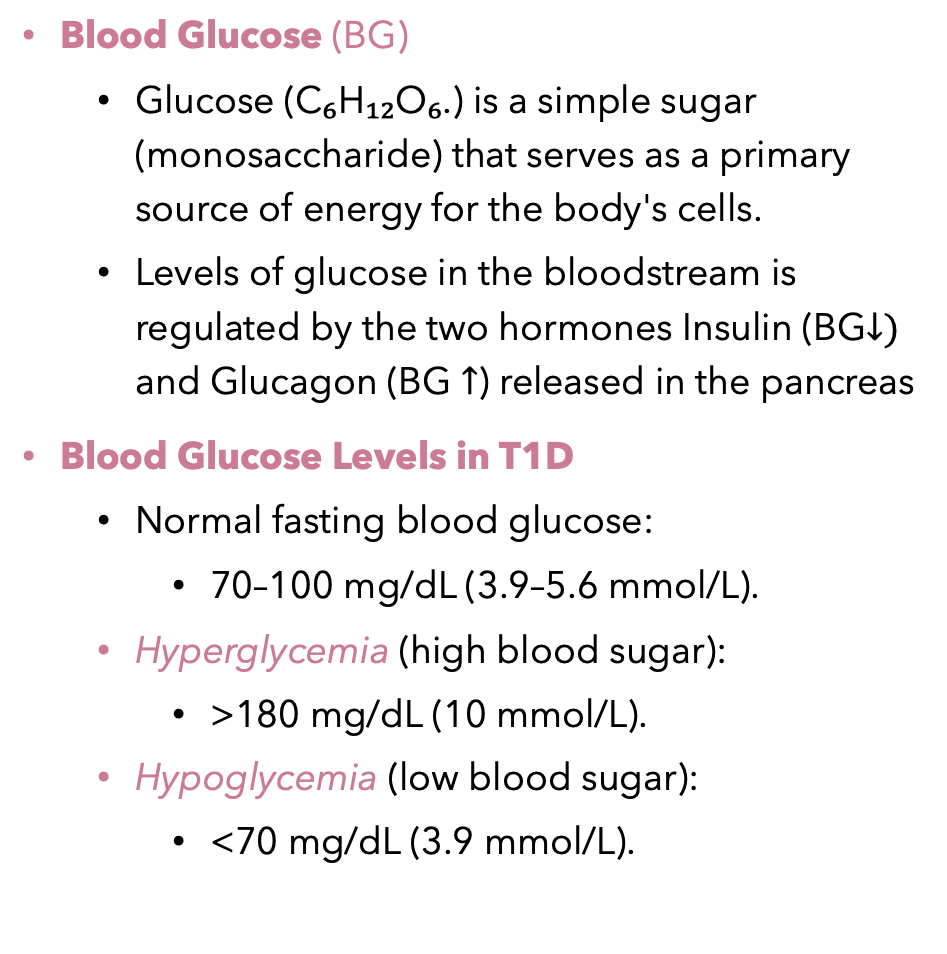 • Blood Glucose (BG)
• Glucose (C₆H₁₂O₆.) is a simple sugar
(monosaccharide) that serves as a primary
source of energy for the body's cells.
• Levels of glucose in the bloodstream is
regulated by the two hormones Insulin (BG↓)
and Glucagon (BG ↑) released in the pancreas
• Blood Glucose Levels in T1D
• Normal fasting blood glucose:
• 70–100 mg/dL (3.9–5.6 mmol/L).
• Hyperglycemia (high blood sugar):
• >180 mg/dL (10 mmol/L).
• Hypoglycemia (low blood sugar):
• <70 mg/dL (3.9 mmol/L).